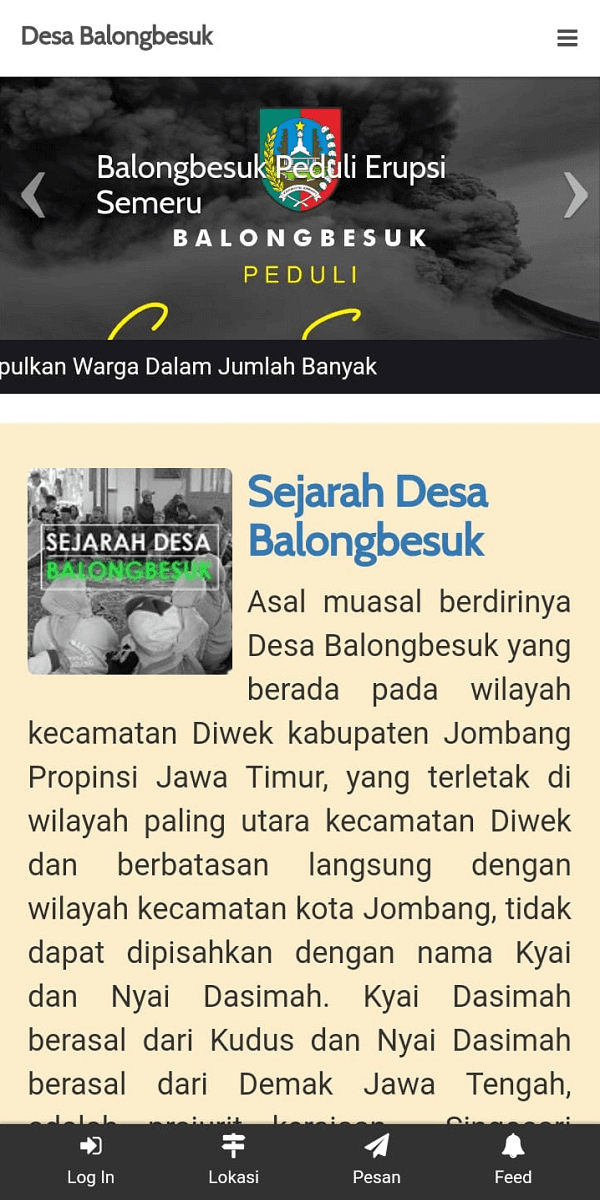 Desa Balongbesuk
Balongbesuk Peduli Erupsi
Semeru
BALONGBESUK
PEDULI
pulkan Warga Dalam Jumlah Banyak
SEJARAH DESA
BALONGBESUK
Sejarah Desa
Balongbesuk
Asal muasal berdirinya
Desa Balongbesuk yang
berada pada wilayah
kecamatan Diwek kabupaten Jombang
Propinsi Jawa Timur, yang terletak di
wilayah paling utara kecamatan Diwek
dan berbatasan langsung dengan
wilayah kecamatan kota Jombang, tidak
dapat dipisahkan dengan nama Kyai
dan Nyai Dasimah. Kyai Dasimah
berasal dari Kudus dan Nyai Dasimah
berasal dari Demak Jawa Tengah,
adalah prajurit kerajaan Singosari
Log In
Lokasi
Pesan
Feed